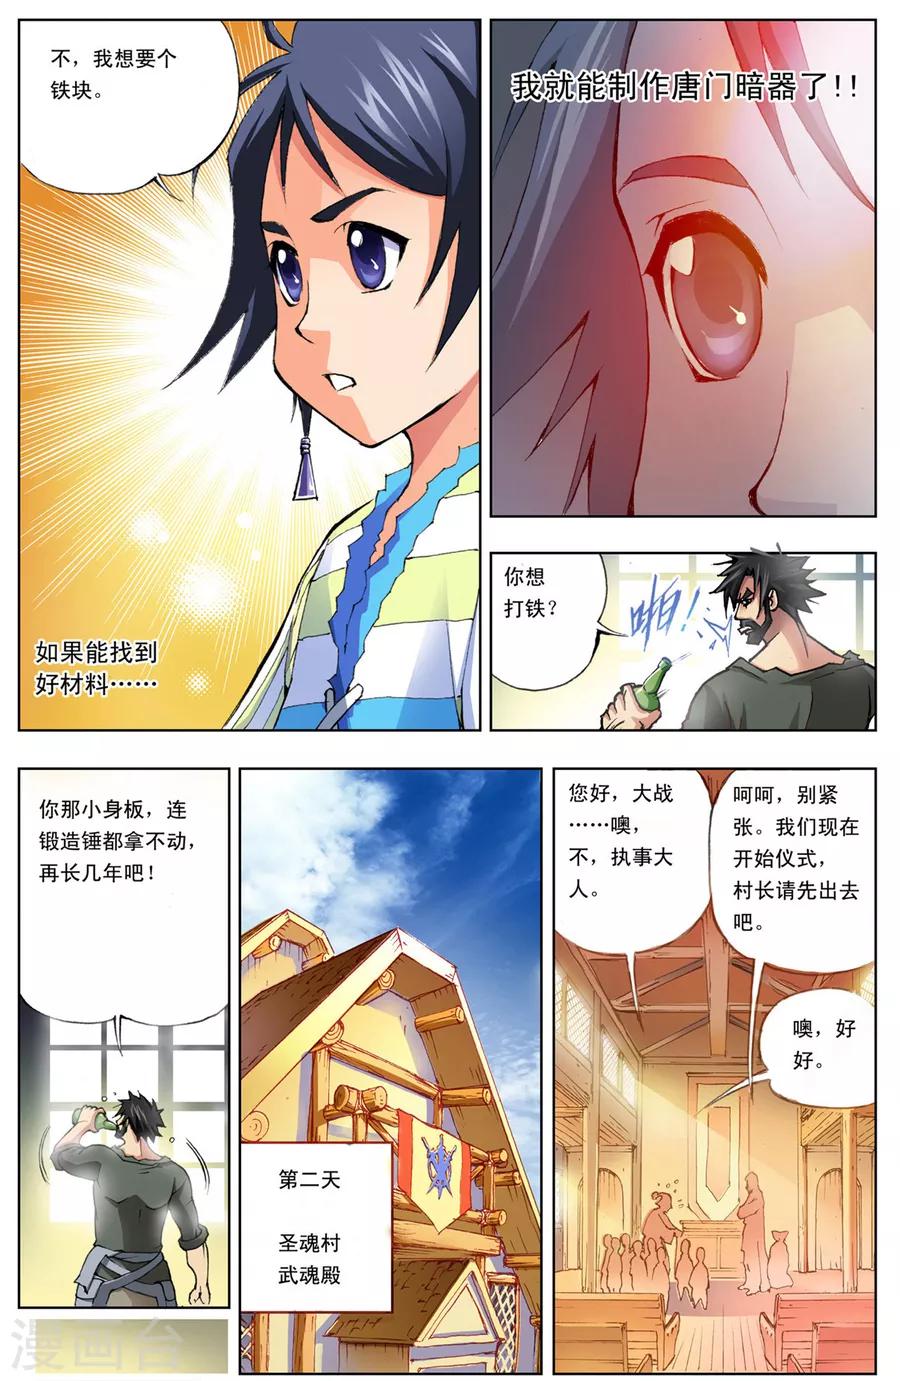 不，我想要个
铁块。
如果能找到
好材料……
我就能制作唐门暗器了!!
你想
打铁？
啪!
你那小身板，连
锻造锤都拿不动，
再长几年吧！
第二天
圣魂村
武魂殿
您好，大战
……噢，
不，执事大
人。
呵呵，别紧
张。我们现在
开始仪式，
村长请先出去
吧。
噢，好
好。
漫画台